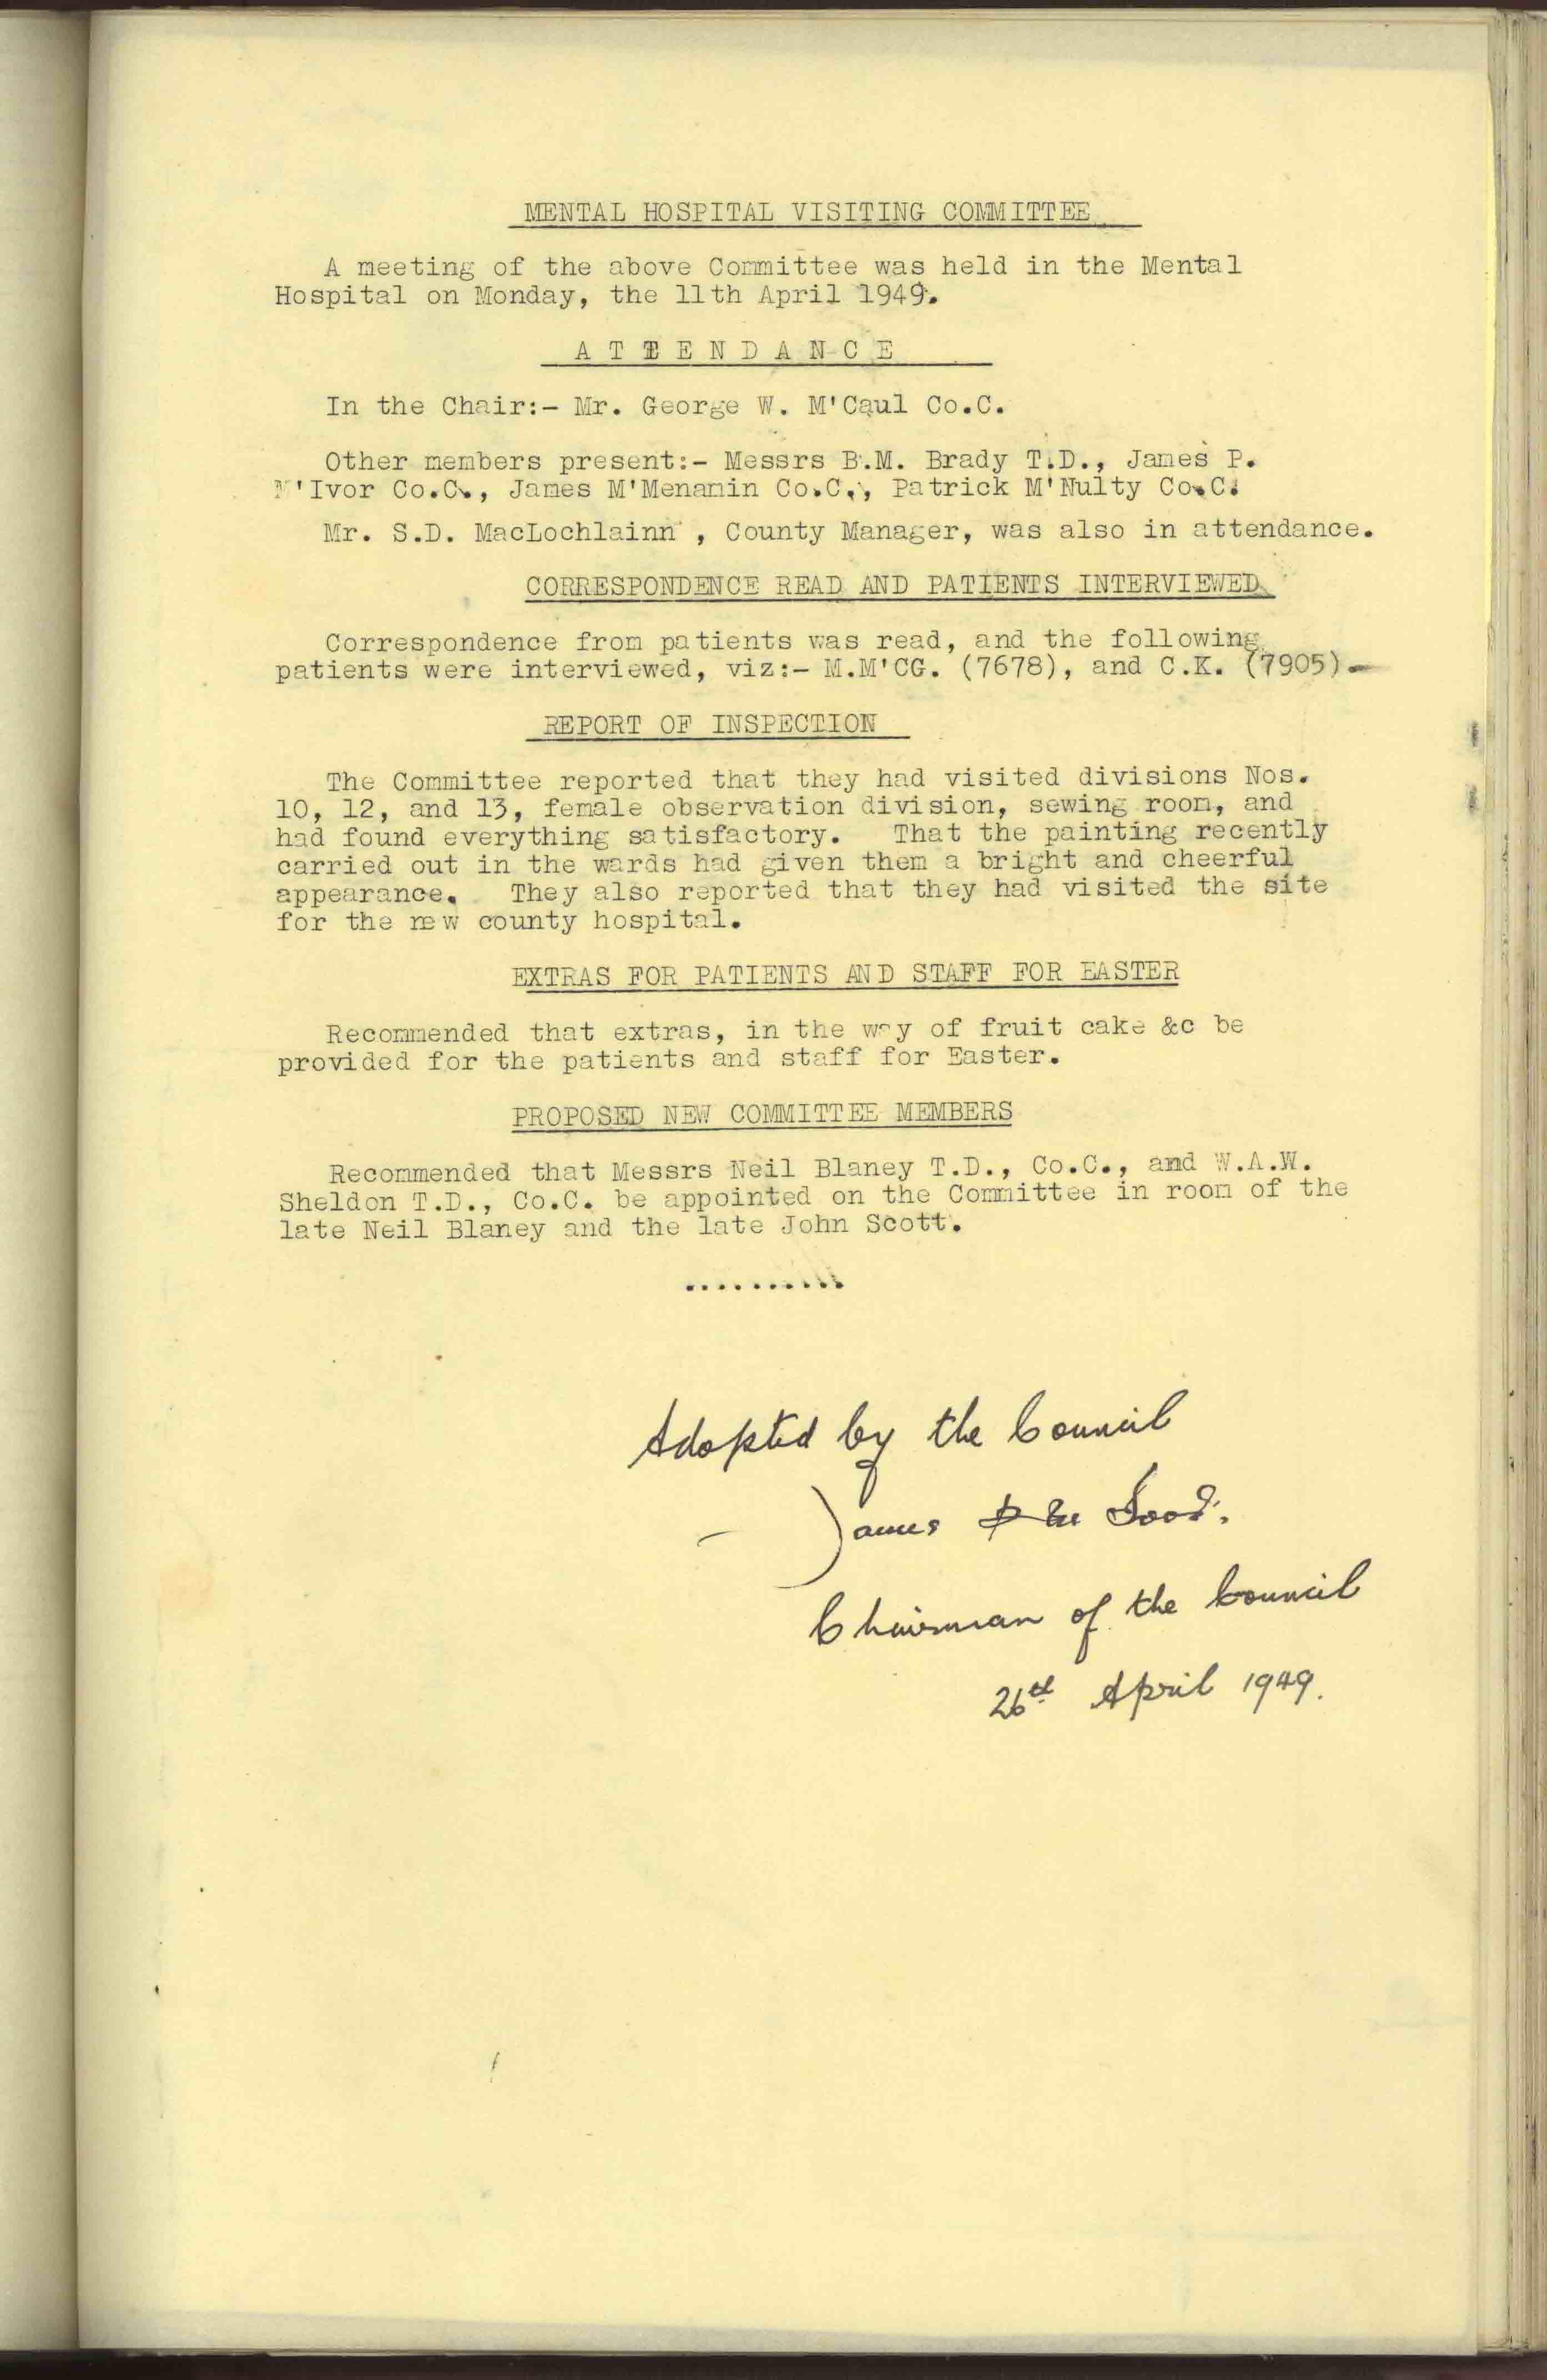 MENTAL HOSPITAL VISITING COMMITTEE
A meeting of the above Committee was held in the Mental
Hospital on Monday, the 11th April 1949.
A T T E N D A N C E
In the Chair:- Mr. George W. M'Caul Co.C.
Other members present:- Messrs B.M. Brady T.D., James P.
M'Ivor Co.C., James M'Menamin Co.C., Patrick M'Nulty Co.C.
Mr. S.D. MacLochlainn , County Manager, was also in attendance.
CORRESPONDENCE READ AND PATIENTS INTERVIEWED
Correspondence from patients was read, and the following
patients were interviewed, viz:- M.M'CG. (7678), and C.K. (7905).
REPORT OF INSPECTION
The Committee reported that they had visited divisions Nos.
10, 12, and 13, female observation division, sewing room, and
had found everything satisfactory. That the painting recently
carried out in the wards had given them a bright and cheerful
appearance. They also reported that they had visited the site
for the new county hospital.
EXTRAS FOR PATIENTS AND STAFF FOR EASTER
Recommended that extras, in the way of fruit cake &c be
provided for the patients and staff for Easter.
PROPOSED NEW COMMITTEE MEMBERS
Recommended that Messrs Neil Blaney T.D., Co.C., and W.A.W.
Sheldon T.D., Co.C. be appointed on the Committee in room of the
late Neil Blaney and the late John Scott.
..........
Adopted by the Council
James
Chairman of the Council
26th April 1949.